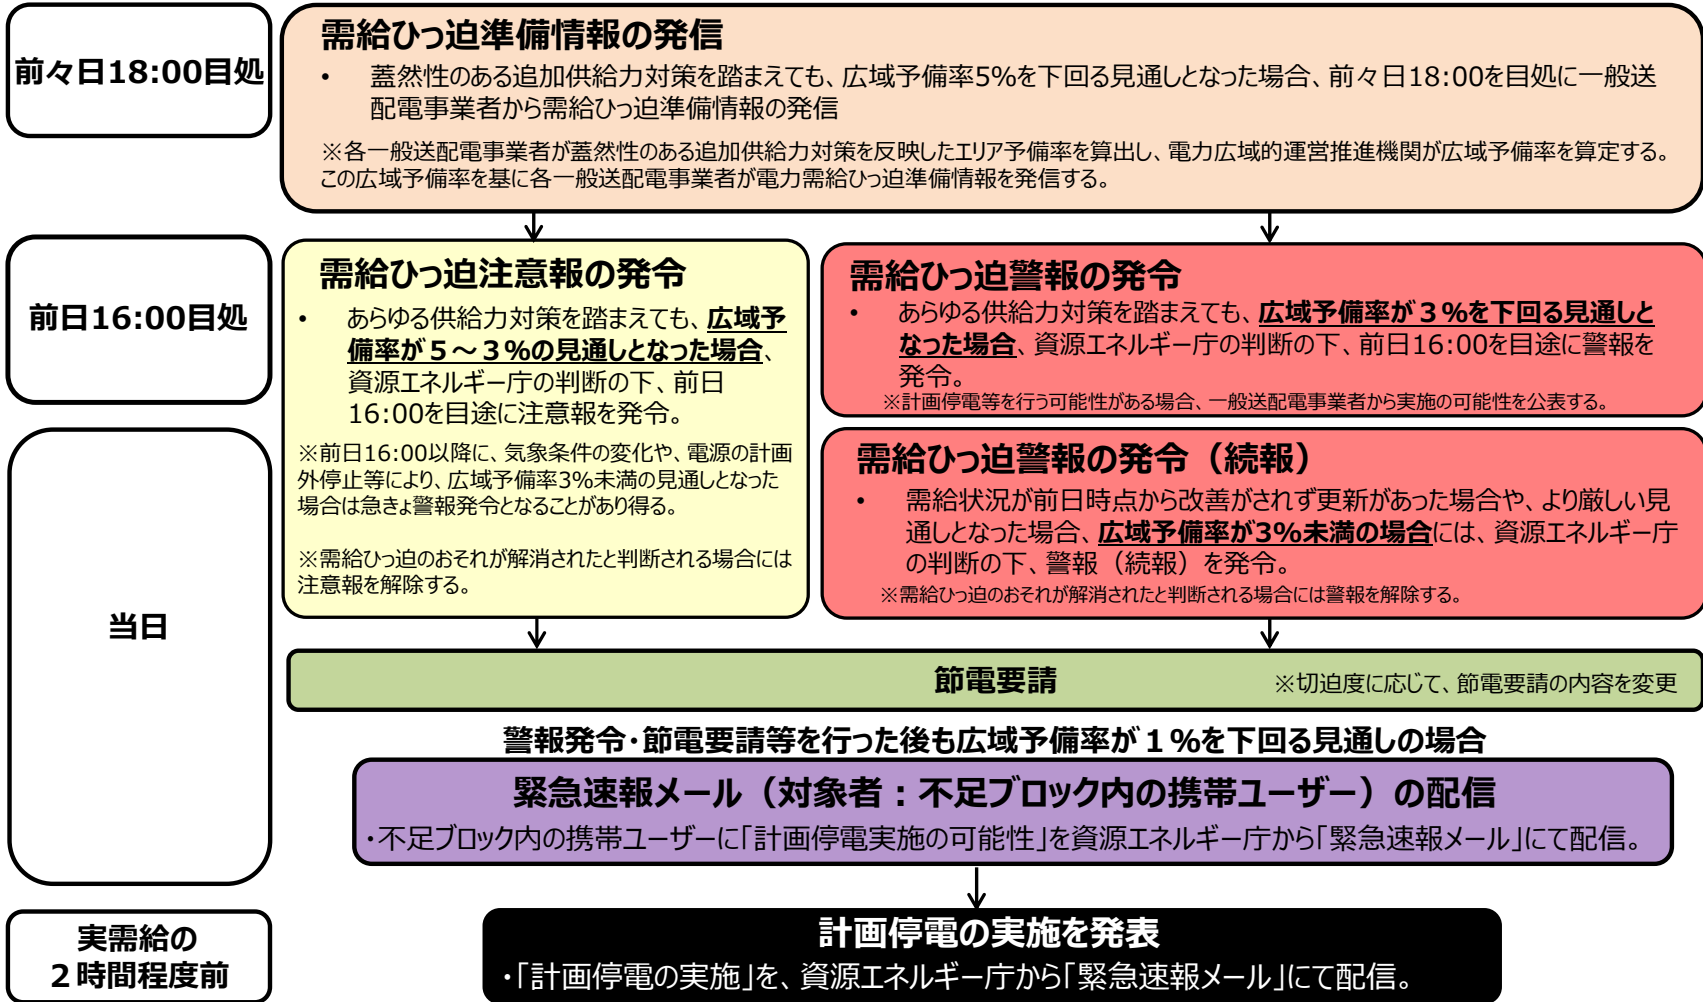 前々日18:00目処
需給ひっ迫準備情報の発信
• 蓋然性のある追加供給力対策を踏まえても、広域予備率5%を下回る見通しとなった場合、前々日18:00を目処に一般送
配電事業者から需給ひっ迫準備情報の発信
※各一般送配電事業者が蓋然性のある追加供給力対策を反映したエリア予備率を算出し、電力広域的運営推進機関が広域予備率を算定する。
この広域予備率を基に各一般送配電事業者が電力需給ひっ迫準備情報を発信する。
前日16:00目処
需給ひっ迫注意報の発令
• あらゆる供給力対策を踏まえても、広域予
備率が5～3%の見通しとなった場合、
資源エネルギー庁の判断の下、前日
16:00を目途に注意報を発令。
※前日16:00以降に、気象条件の変化や、電源の計画
外停止等により、広域予備率3%未満の見通しとなった
場合は急きょ警報発令となることがあり得る。
※需給ひっ迫のおそれが解消されたと判断される場合には
注意報を解除する。
需給ひっ迫警報の発令
• あらゆる供給力対策を踏まえても、広域予備率が3%を下回る見通しと
なった場合、資源エネルギー庁の判断の下、前日16:00を目途に警報を
発令。
※計画停電等を行う可能性がある場合、一般送配電事業者から実施の可能性を公表する。
当日
需給ひっ迫警報の発令（続報）
• 需給状況が前日時点から改善がされず更新があった場合や、より厳しい見
通しとなった場合、広域予備率が3%未満の場合には、資源エネルギー庁
の判断の下、警報（続報）を発令。
※需給ひっ迫のおそれが解消されたと判断される場合には警報を解除する。
節電要請 ※切迫度に応じて、節電要請の内容を変更
警報発令・節電要請等を行った後も広域予備率が1%を下回る見通しの場合
緊急速報メール（対象者：不足ブロック内の携帯ユーザー）の配信
・不足ブロック内の携帯ユーザーに「計画停電実施の可能性」を資源エネルギー庁から「緊急速報メール」にて配信。
実需給の
2時間程度前
計画停電の実施を発表
・「計画停電の実施」を、資源エネルギー庁から「緊急速報メール」にて配信。